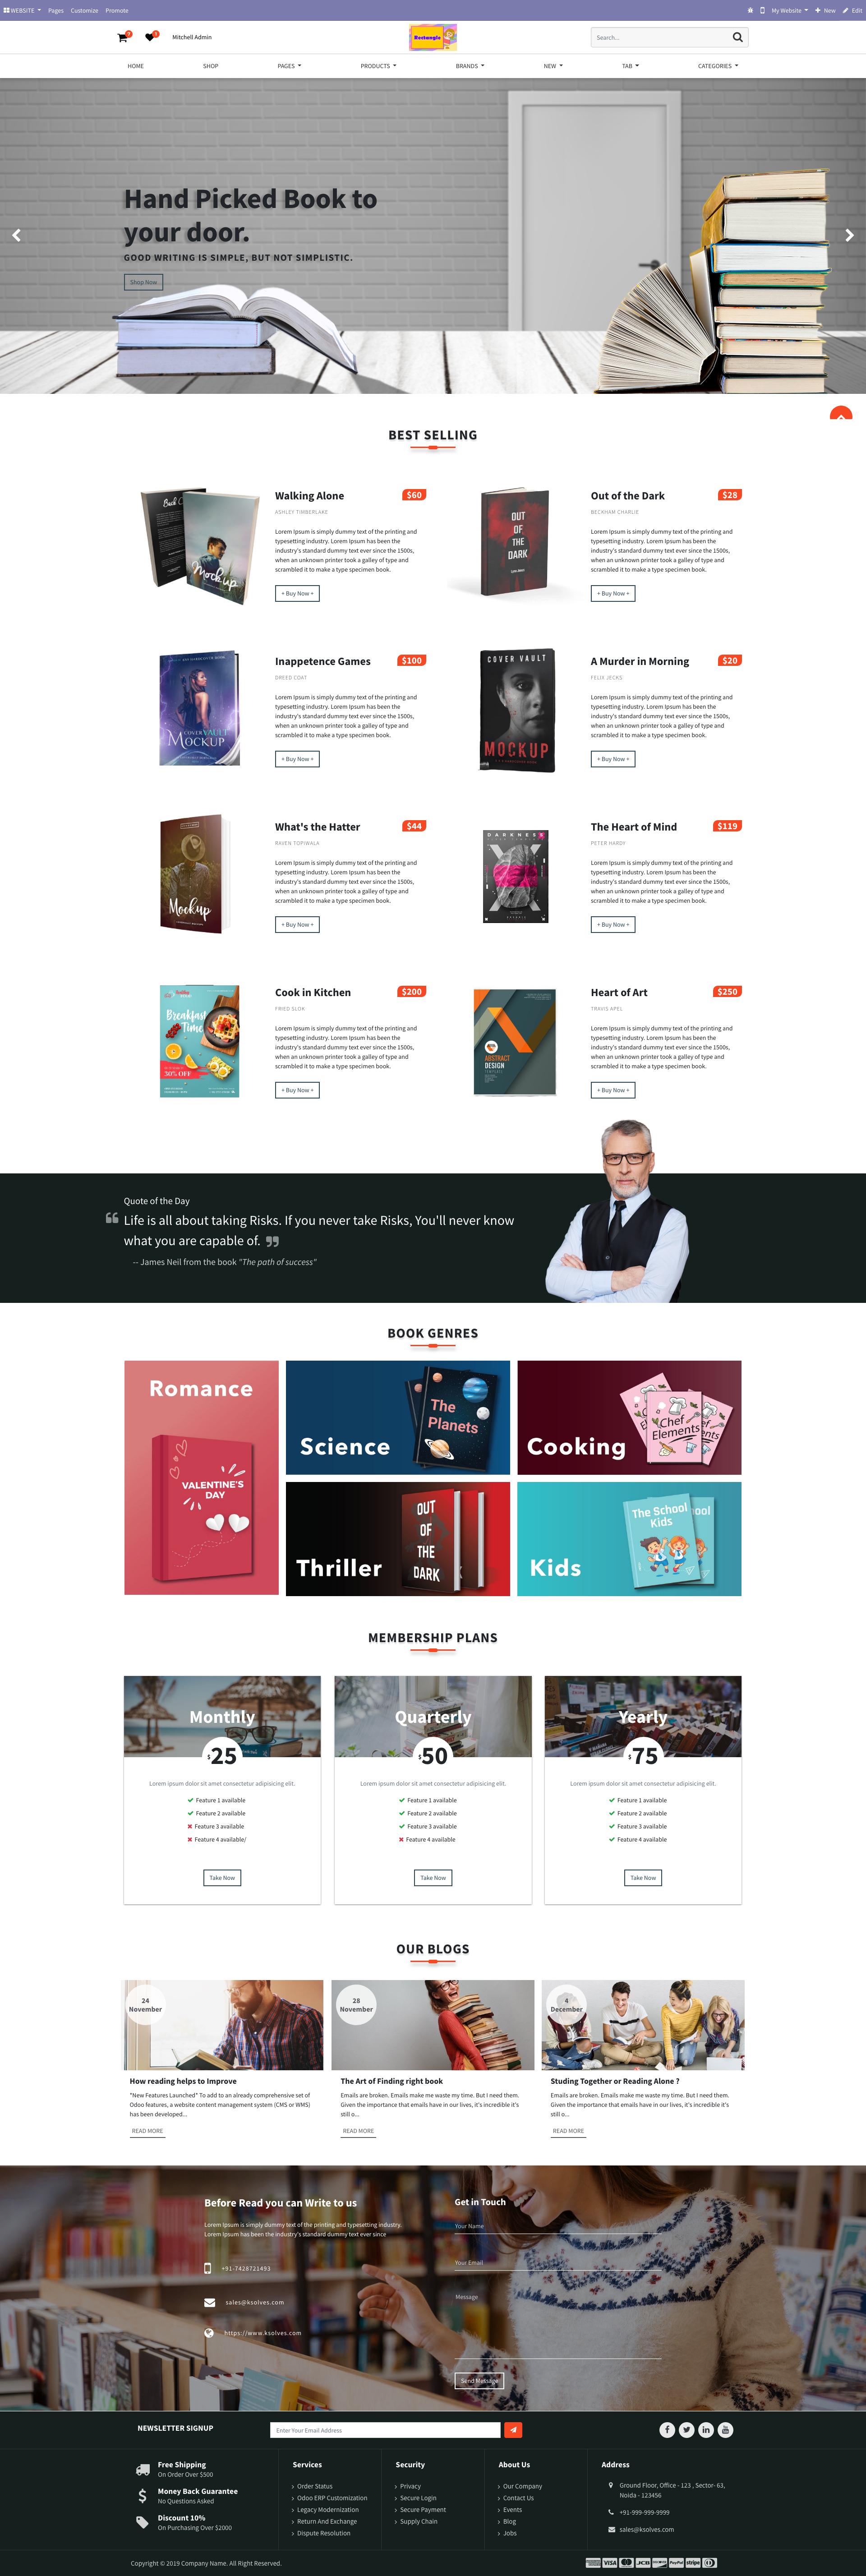 WEBSITE Pages Customize Promote My Website New Edit
Mitchell Admin
Rectangle
Search...
HOME SHOP PAGES PRODUCTS BRANDS NEW TAB CATEGORIES
Hand Picked Book to
your door.
GOOD WRITING IS SIMPLE, BUT NOT SIMPLISTIC.
Shop Now
BEST SELLING
Walking Alone $60
ASHLEY TIMBERLAKE
Lorem Ipsum is simply dummy text of the printing and
typesetting industry. Lorem Ipsum has been the
industry's standard dummy text ever since the 1500s,
when an unknown printer took a galley of type and
scrambled it to make a type specimen book.
+ Buy Now +
Mockup
Out of the Dark $28
BECKHAM CHARLIE
Lorem Ipsum is simply dummy text of the printing and
typesetting industry. Lorem Ipsum has been the
industry's standard dummy text ever since the 1500s,
when an unknown printer took a galley of type and
scrambled it to make a type specimen book.
+ Buy Now +
OUT
OF
THE
DARK
Inappetence Games $100
DREED COAT
Lorem Ipsum is simply dummy text of the printing and
typesetting industry. Lorem Ipsum has been the
industry's standard dummy text ever since the 1500s,
when an unknown printer took a galley of type and
scrambled it to make a type specimen book.
+ Buy Now +
COVERVAULT
MOCKUP
A Murder in Morning $20
FELIX JECKS
Lorem Ipsum is simply dummy text of the printing and
typesetting industry. Lorem Ipsum has been the
industry's standard dummy text ever since the 1500s,
when an unknown printer took a galley of type and
scrambled it to make a type specimen book.
+ Buy Now +
COVER VAULT
MOCKUP
What's the Hatter $44
RAVEN TOPIWALA
Lorem Ipsum is simply dummy text of the printing and
typesetting industry. Lorem Ipsum has been the
industry's standard dummy text ever since the 1500s,
when an unknown printer took a galley of type and
scrambled it to make a type specimen book.
+ Buy Now +
Mockup
The Heart of Mind $119
PETER HARDY
Lorem Ipsum is simply dummy text of the printing and
typesetting industry. Lorem Ipsum has been the
industry's standard dummy text ever since the 1500s,
when an unknown printer took a galley of type and
scrambled it to make a type specimen book.
+ Buy Now +
DARKNESS
Cook in Kitchen $200
FRIED SLOK
Lorem Ipsum is simply dummy text of the printing and
typesetting industry. Lorem Ipsum has been the
industry's standard dummy text ever since the 1500s,
when an unknown printer took a galley of type and
scrambled it to make a type specimen book.
+ Buy Now +
Breakfast
Time
30% OFF
Heart of Art $250
TRAVIS APEL
Lorem Ipsum is simply dummy text of the printing and
typesetting industry. Lorem Ipsum has been the
industry's standard dummy text ever since the 1500s,
when an unknown printer took a galley of type and
scrambled it to make a type specimen book.
+ Buy Now +
ABSTRACT
DESIGN
TEMPLATE
Quote of the Day
“ Life is all about taking Risks. If you never take Risks, You'll never know
what you are capable of. ”
-- James Neil from the book "The path of success"
BOOK GENRES
Romance
VALENTINE'S
DAY
Science
The
Planets
Cooking
Chef
Elements
Thriller
OUT
OF
THE
DARK
Kids
The School
Kids
MEMBERSHIP PLANS
Monthly
$25
Lorem ipsum dolor sit amet consectetur adipisicing elit.
Feature 1 available
Feature 2 available
Feature 3 available
Feature 4 available/
Take Now
Quarterly
$50
Lorem ipsum dolor sit amet consectetur adipisicing elit.
Feature 1 available
Feature 2 available
Feature 3 available
Feature 4 available
Take Now
Yearly
$75
Lorem ipsum dolor sit amet consectetur adipisicing elit.
Feature 1 available
Feature 2 available
Feature 3 available
Feature 4 available
Take Now
OUR BLOGS
24
November
How reading helps to Improve
"New Features Launched" To add to an already comprehensive set of
Odoo features, a website content management system (CMS or WMS)
has been developed...
READ MORE
28
November
The Art of Finding right book
Emails are broken. Emails make me waste my time. But I need them.
Given the importance that emails have in our lives, it's incredible it's
still o...
READ MORE
4
December
Studing Together or Reading Alone ?
Emails are broken. Emails make me waste my time. But I need them.
Given the importance that emails have in our lives, it's incredible it's
still o...
READ MORE
Before Read you can Write to us
Lorem Ipsum is simply dummy text of the printing and typesetting industry.
Lorem Ipsum has been the industry's standard dummy text ever since
+91-7428721493
sales@ksolves.com
https://www.ksolves.com
Get in Touch
Your Name
Your Email
Message
Send Message
NEWSLETTER SIGNUP
Enter Your Email Address
Free Shipping
On Order Over $500
Money Back Guarantee
No Questions Asked
Discount 10%
On Purchasing Over $2000
Services
Order Status
Odoo ERP Customization
Legacy Modernization
Return And Exchange
Dispute Resolution
Security
Privacy
Secure Login
Secure Payment
Supply Chain
About Us
Our Company
Contact Us
Events
Blog
Jobs
Address
Ground Floor, Office - 123 , Sector- 63,
Noida - 123456
+91-999-999-9999
sales@ksolves.com
Copyright © 2019 Company Name. All Right Reserved.
VISA JCB PayPal stripe